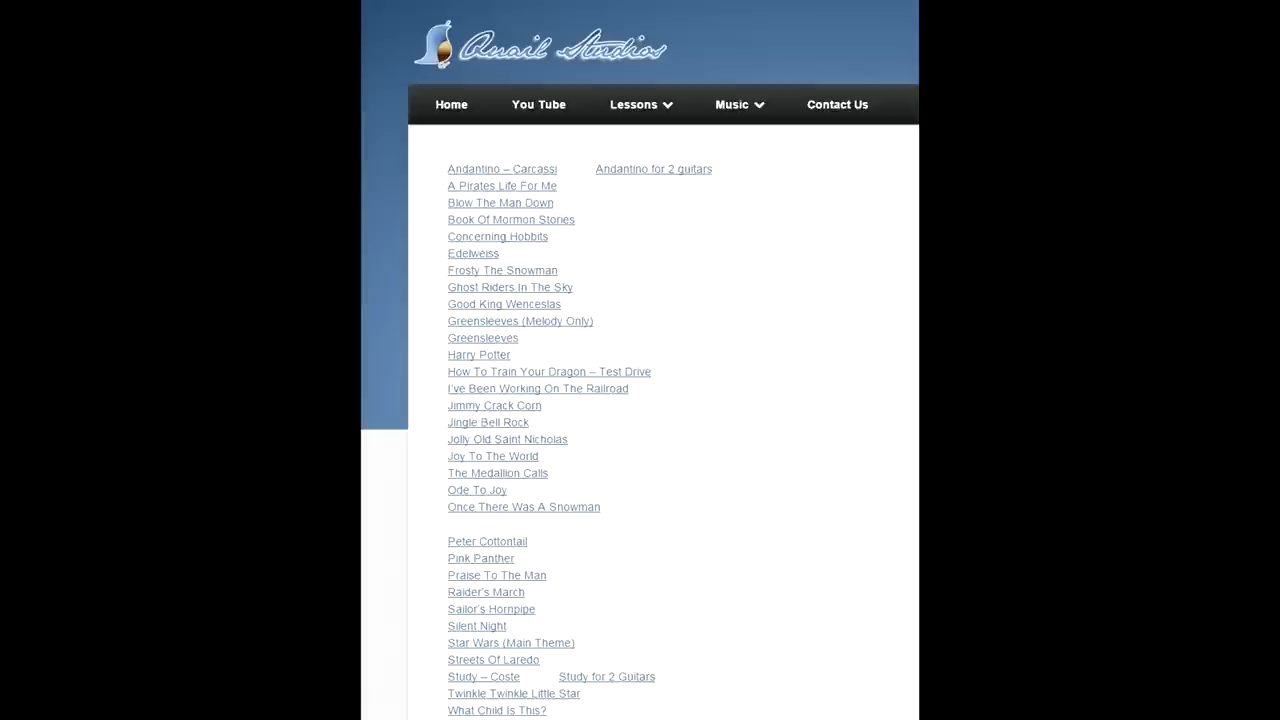 Quail Studios
Home You Tube Lessons Music Contact Us
Andantino – Carcassi Andantino for 2 guitars
A Pirates Life For Me
Blow The Man Down
Book Of Mormon Stories
Concerning Hobbits
Edelweiss
Frosty The Snowman
Ghost Riders In The Sky
Good King Wenceslas
Greensleeves (Melody Only)
Greensleeves
Harry Potter
How To Train Your Dragon – Test Drive
I've Been Working On The Railroad
Jimmy Crack Corn
Jingle Bell Rock
Jolly Old Saint Nicholas
Joy To The World
The Medallion Calls
Ode To Joy
Once There Was A Snowman
Peter Cottontail
Pink Panther
Praise To The Man
Raider's March
Sailor's Hornpipe
Silent Night
Star Wars (Main Theme)
Streets Of Laredo
Study – Coste Study for 2 Guitars
Twinkle Twinkle Little Star
What Child Is This?